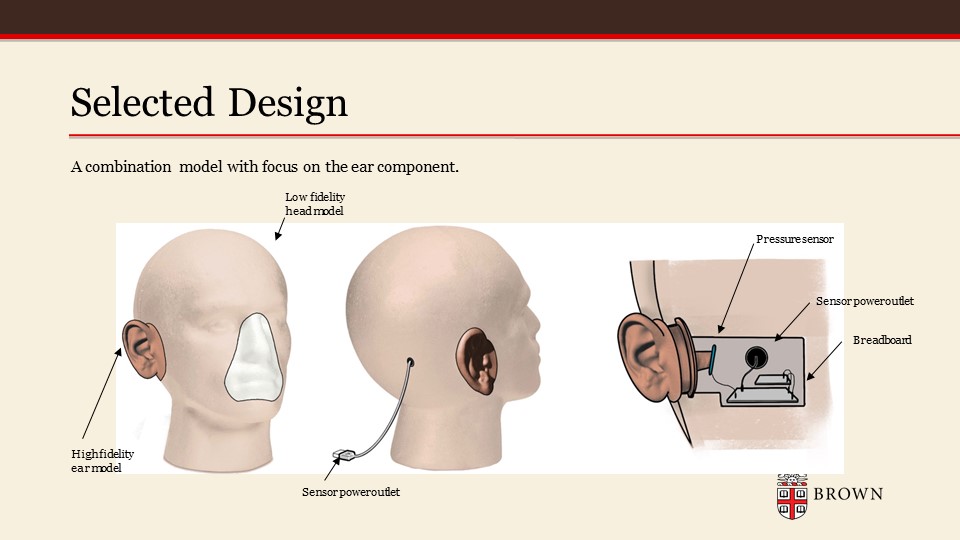 Selected Design
A combination model with focus on the ear component.
Low fidelity
head model
Pressure sensor
Sensor power outlet
Breadboard
High fidelity
ear model
Sensor power outlet
BROWN